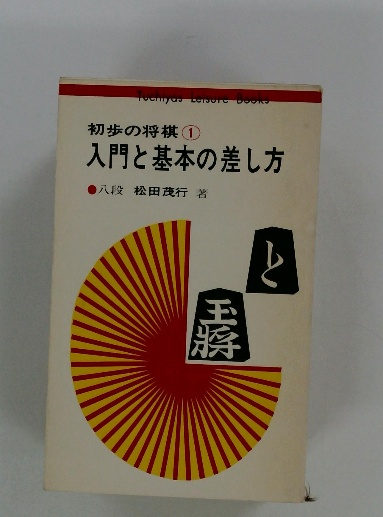 Tuchiyas Leisure Books
初歩の将棋①
入門と基本の差し方
●八段 松田茂行 著
と
玉
將